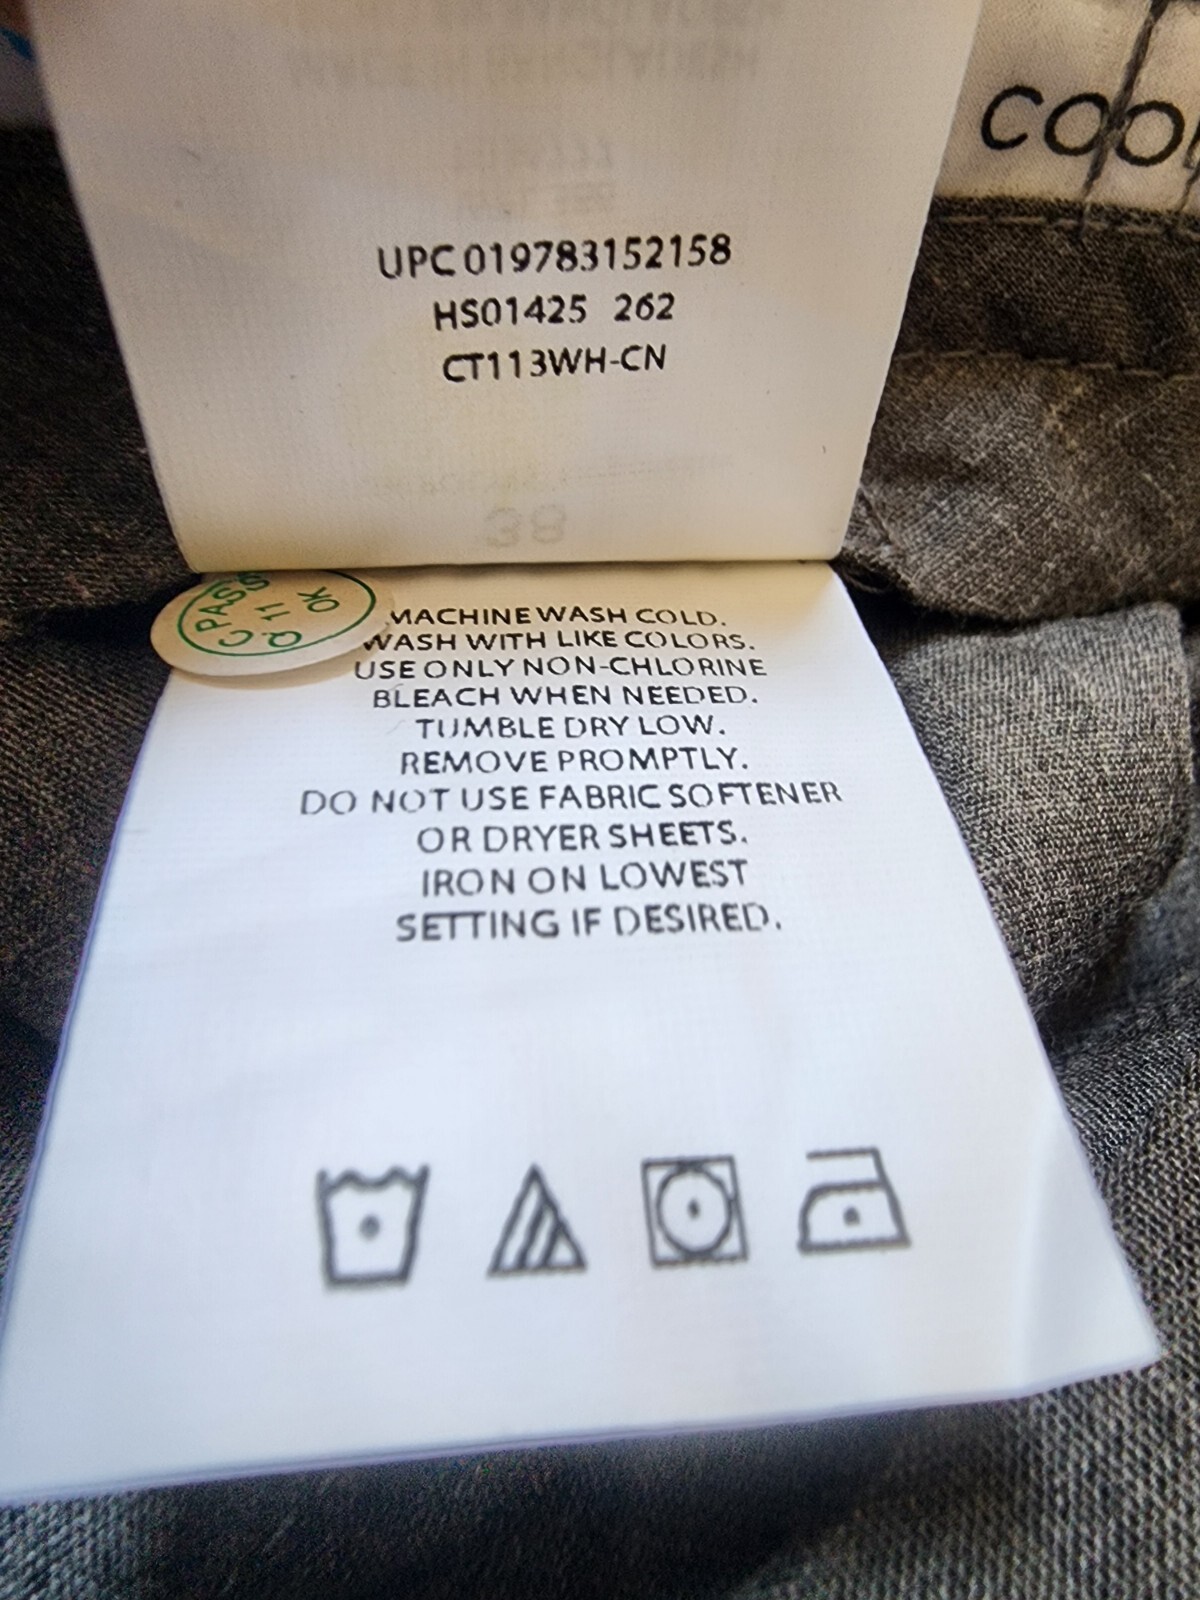 COO
UPC 019783152158
HS01425 262
CT113WH-CN
38
QC PASS
11
OK
MACHINE WASH COLD.
WASH WITH LIKE COLORS.
USE ONLY NON-CHLORINE
BLEACH WHEN NEEDED.
TUMBLE DRY LOW.
REMOVE PROMPTLY.
DO NOT USE FABRIC SOFTENER
OR DRYER SHEETS.
IRON ON LOWEST
SETTING IF DESIRED.